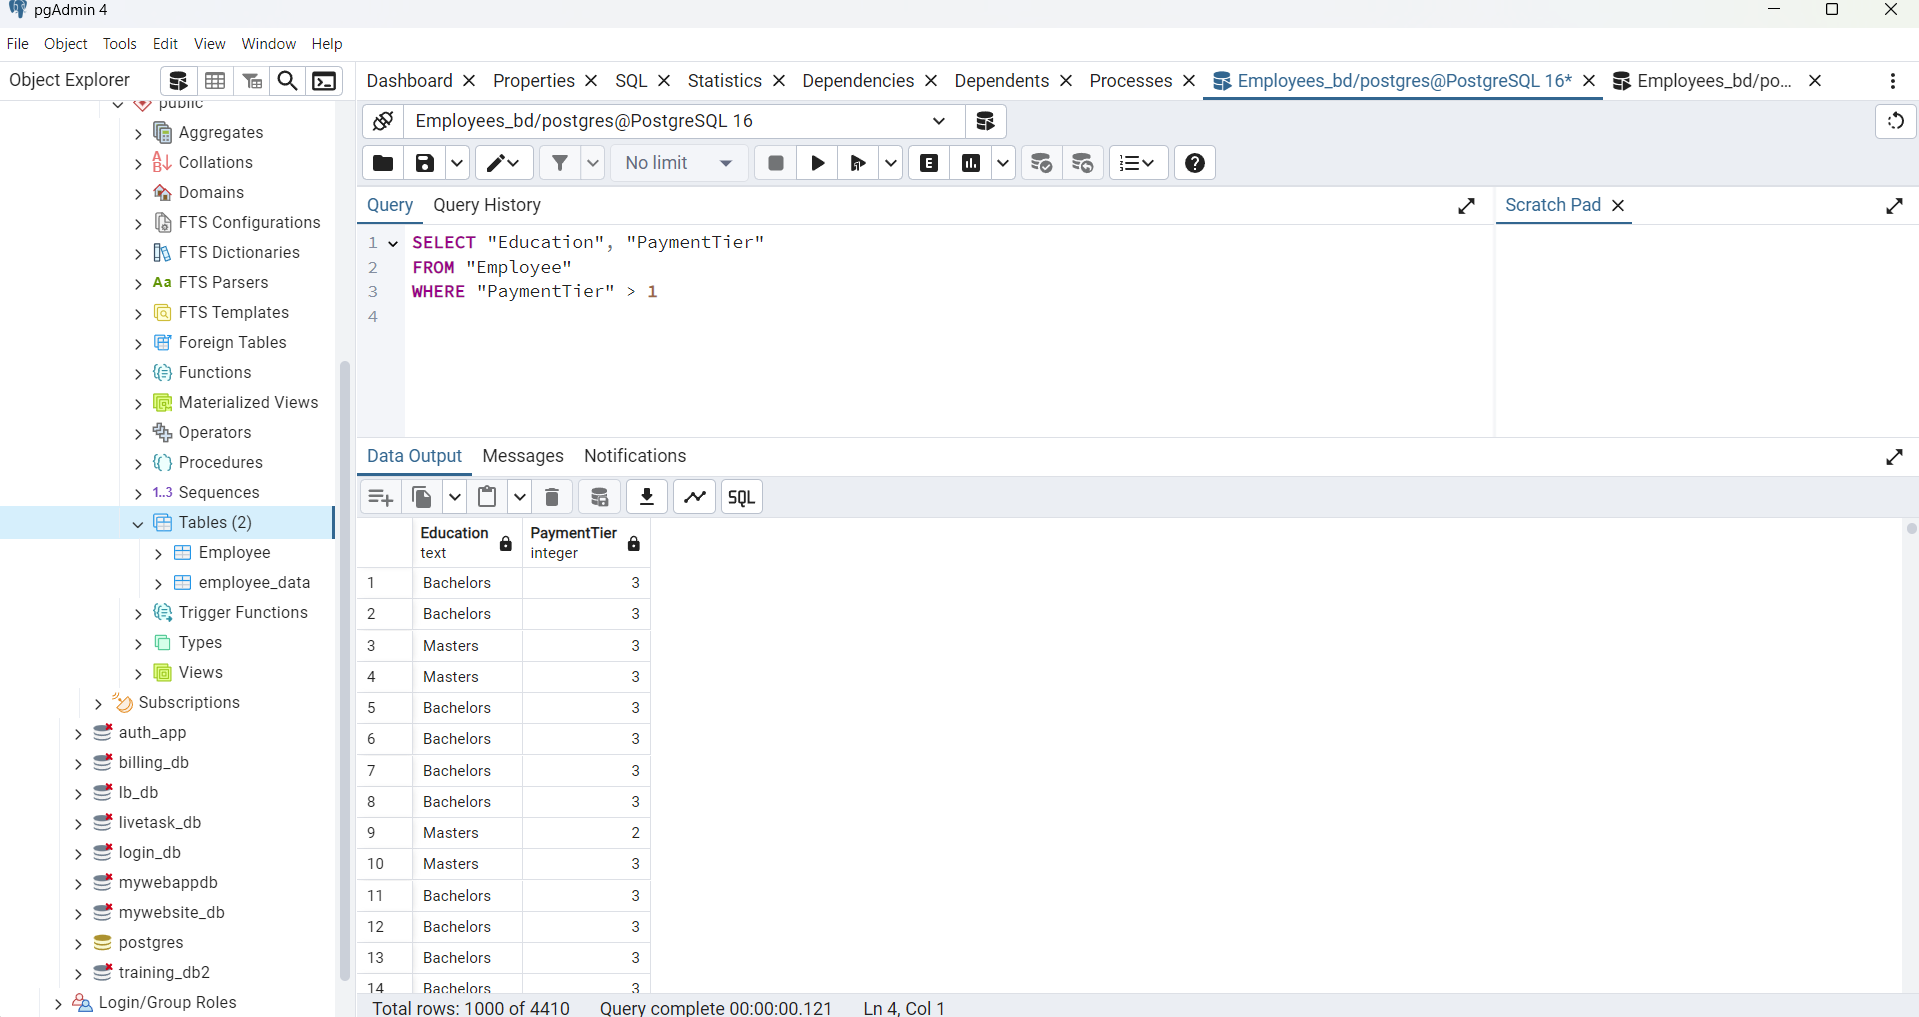 pgAdmin 4
File Object Tools Edit View Window Help
Object Explorer
Dashboard Properties SQL Statistics Dependencies Dependents Processes Employees_bd/postgres@PostgreSQL 16* Employees_bd/po...
public
Aggregates
Collations
Domains
FTS Configurations
FTS Dictionaries
Aa FTS Parsers
FTS Templates
Foreign Tables
Functions
Materialized Views
Operators
Procedures
1..3 Sequences
Tables (2)
Employee
employee_data
Trigger Functions
Types
Views
Subscriptions
auth_app
billing_db
lb_db
livetask_db
login_db
mywebappdb
mywebsite_db
postgres
training_db2
Login/Group Roles
Employees_bd/postgres@PostgreSQL 16
No limit E
Query Query History
Scratch Pad
1 SELECT "Education", "PaymentTier"
2 FROM "Employee"
3 WHERE "PaymentTier" > 1
4
Data Output Messages Notifications
SQL
Education PaymentTier
text integer
1 Bachelors 3
2 Bachelors 3
3 Masters 3
4 Masters 3
5 Bachelors 3
6 Bachelors 3
7 Bachelors 3
8 Bachelors 3
9 Masters 2
10 Masters 3
11 Bachelors 3
12 Bachelors 3
13 Bachelors 3
14 Bachelors 3
Total rows: 1000 of 4410 Query complete 00:00:00.121 Ln 4, Col 1